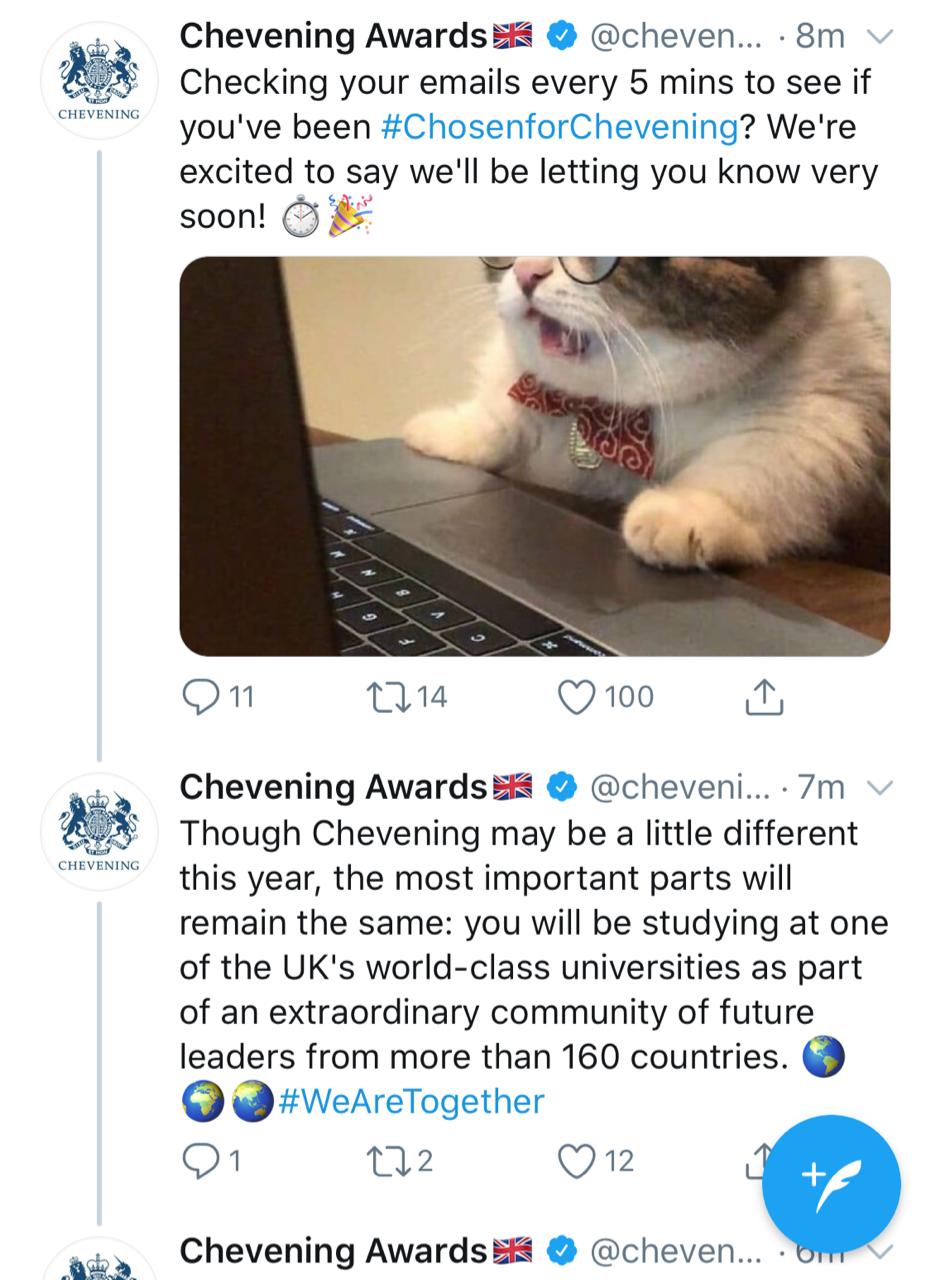 Chevening Awards🇬🇧 @cheven... · 8m
CHEVENING
Checking your emails every 5 mins to see if
you've been #ChosenforChevening? We're
excited to say we'll be letting you know very
soon! ⏱🎉
11 14 100
Chevening Awards🇬🇧 @cheveni... · 7m
CHEVENING
Though Chevening may be a little different
this year, the most important parts will
remain the same: you will be studying at one
of the UK's world-class universities as part
of an extraordinary community of future
leaders from more than 160 countries. 🌎
🌍🌏#WeAreTogether
1 2 12
Chevening Awards🇬🇧 @cheven... ·